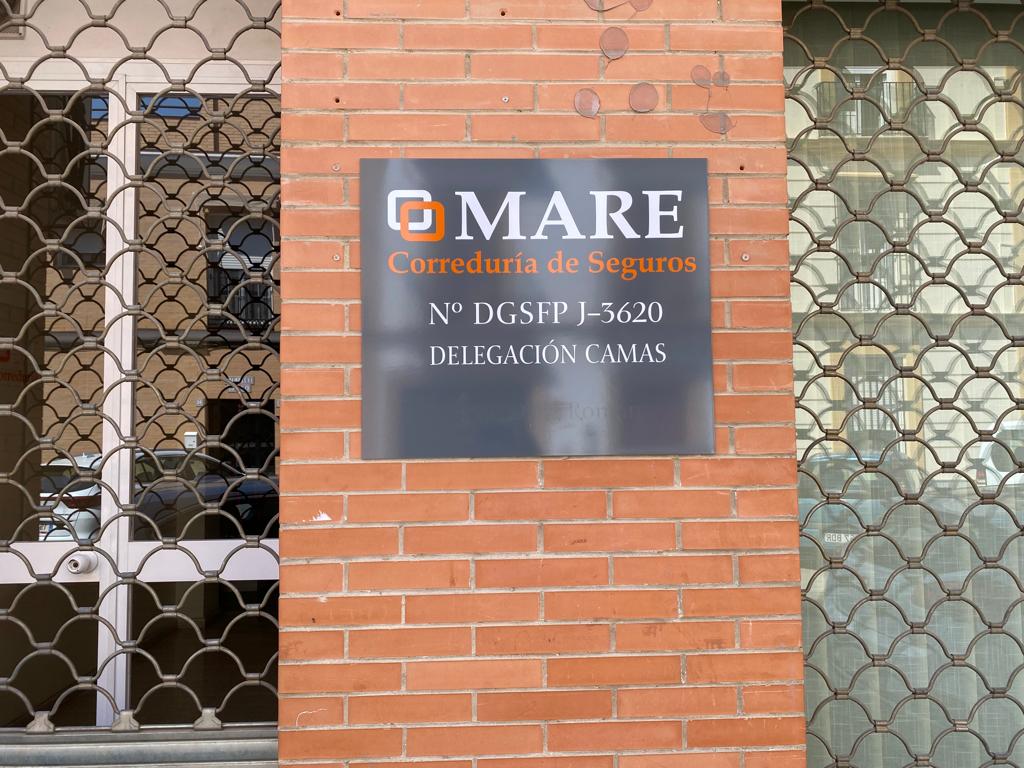 MARE
Correduría de Seguros
Nº DGSFP J-3620
DELEGACIÓN CAMAS